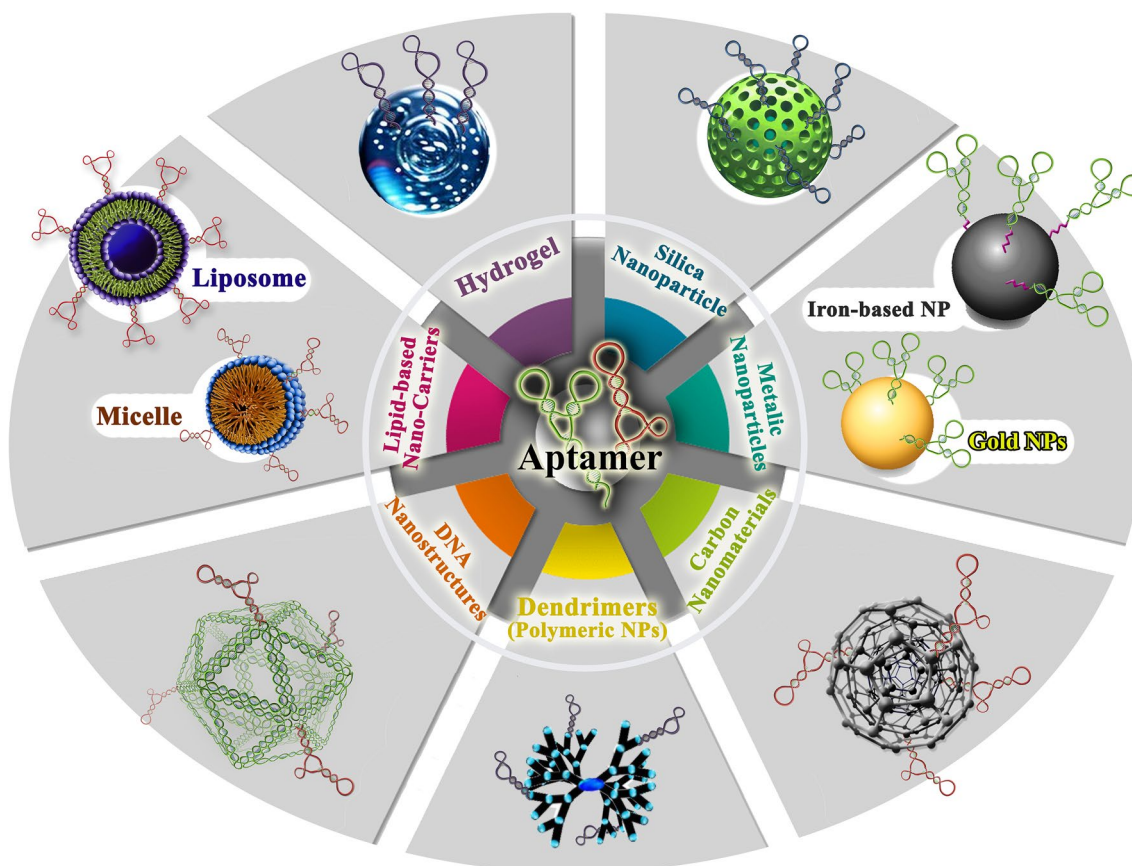 Hydrogel
Silica
Nanoparticle
Liposome
Iron-based NP
Lipid-based
Nano-Carriers
Metalic
Nanoparticles
Micelle
Gold NPs
Aptamer
DNA
Nanostructures
Carbon
Nanomaterials
Dendrimers
(Polymeric NPs)